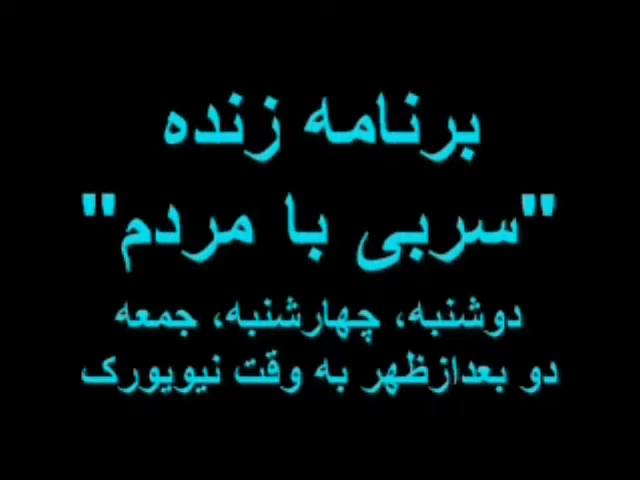 برنامه زنده
"سربی با مردم"
دوشنبه، چهارشنبه، جمعه
دو بعدازظهر به وقت نیویورک